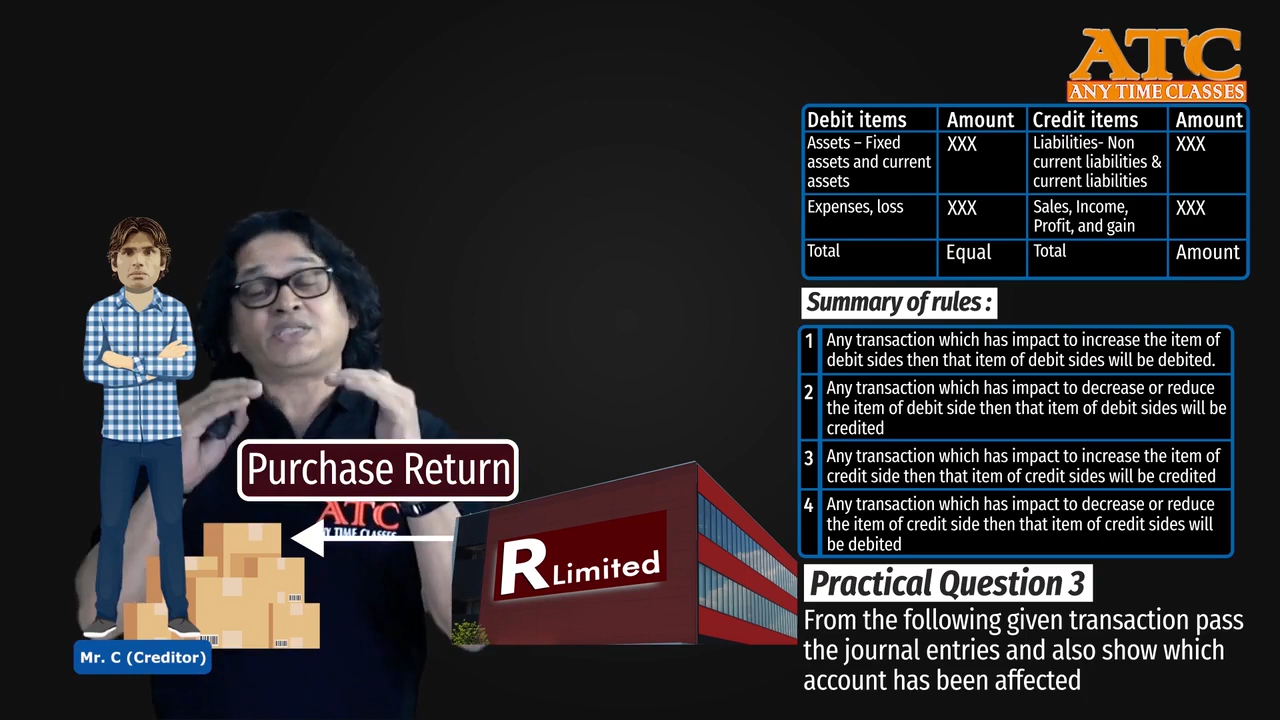 ATC
ANY TIME CLASSES
Debit items Amount Credit items Amount
Assets – Fixed assets and current assets XXX Liabilities- Non current liabilities & current liabilities XXX
Expenses, loss XXX Sales, Income, Profit, and gain XXX
Total Equal Total Amount
Summary of rules :
1 Any transaction which has impact to increase the item of
debit sides then that item of debit sides will be debited.
2 Any transaction which has impact to decrease or reduce
the item of debit side then that item of debit sides will be
credited
3 Any transaction which has impact to increase the item of
credit side then that item of credit sides will be credited
4 Any transaction which has impact to decrease or reduce
the item of credit side then that item of credit sides will
be debited
Practical Question 3
From the following given transaction pass
the journal entries and also show which
account has been affected
Purchase Return
ATC
ANY TIME CLASSES
R Limited
Mr. C (Creditor)